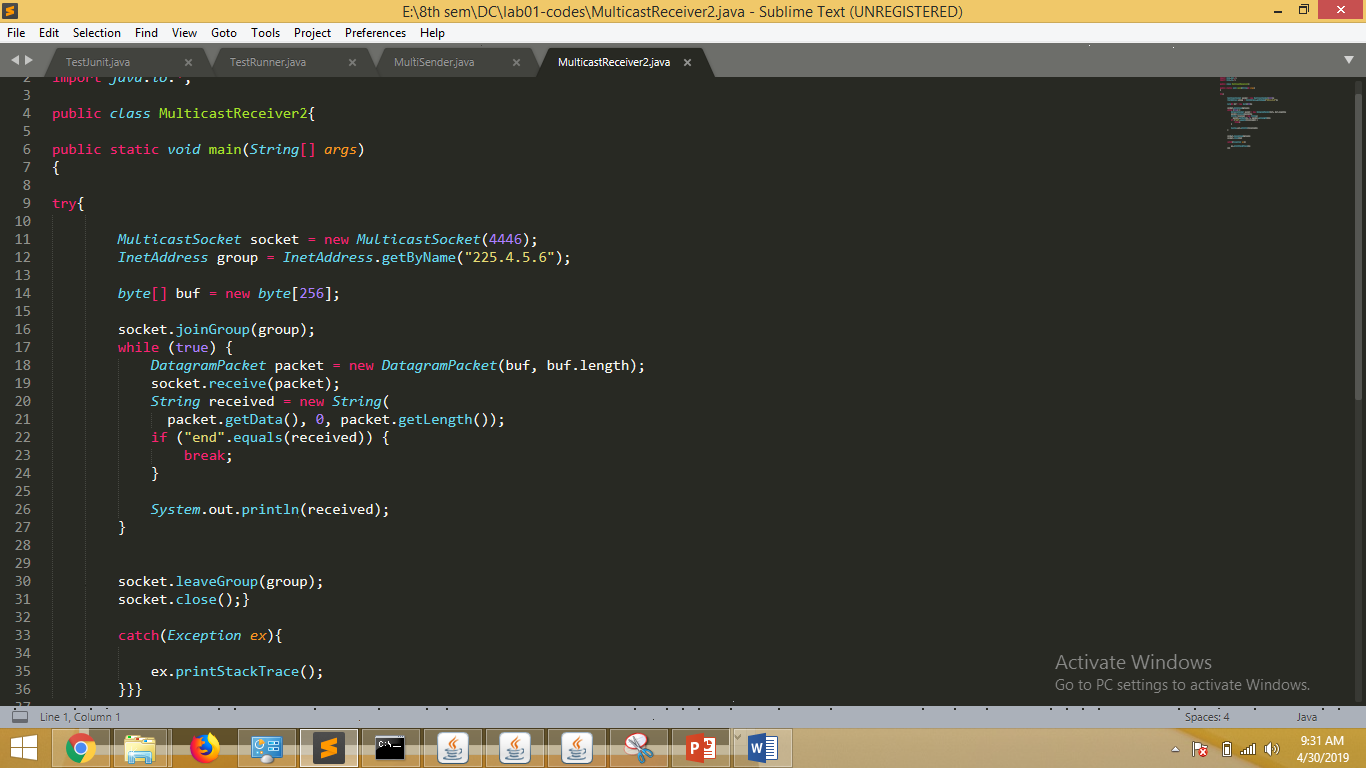 E:\8th sem\DC\lab01-codes\MulticastReceiver2.java - Sublime Text (UNREGISTERED)
File Edit Selection Find View Goto Tools Project Preferences Help
TestJunit.java TestRunner.java MultiSender.java MulticastReceiver2.java
2 import java.io.*;
3
4 public class MulticastReceiver2{
5
6 public static void main(String[] args)
7 {
8
9 try{
10
11 MulticastSocket socket = new MulticastSocket(4446);
12 InetAddress group = InetAddress.getByName("225.4.5.6");
13
14 byte[] buf = new byte[256];
15
16 socket.joinGroup(group);
17 while (true) {
18 DatagramPacket packet = new DatagramPacket(buf, buf.length);
19 socket.receive(packet);
20 String received = new String(
21 packet.getData(), 0, packet.getLength());
22 if ("end".equals(received)) {
23 break;
24 }
25
26 System.out.println(received);
27 }
28
29
30 socket.leaveGroup(group);
31 socket.close();}
32
33 catch(Exception ex){
34
35 ex.printStackTrace();
36 }}}
37
Activate Windows
Go to PC settings to activate Windows.
Line 1, Column 1 Spaces: 4 Java
9:31 AM
4/30/2019